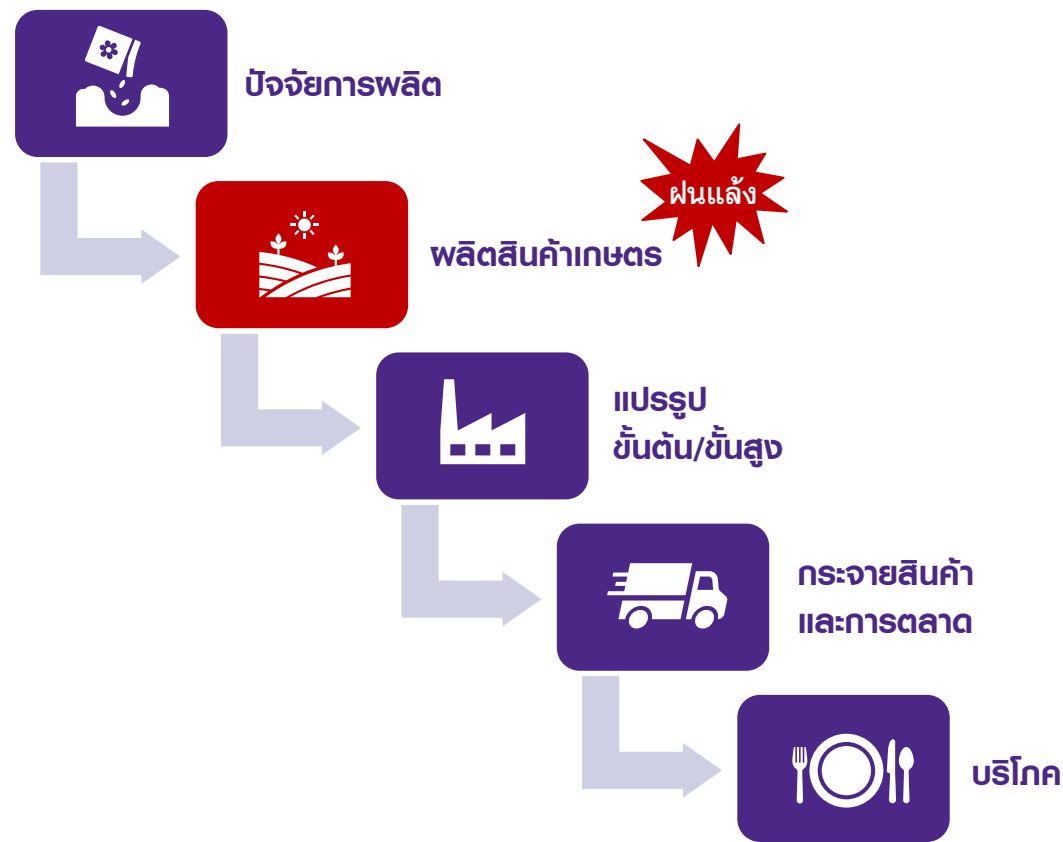 ปัจจัยการผลิต
ฝนแล้ง
ผลิตสินค้าเกษตร
แปรรูป
ขั้นต้น/ขั้นสูง
กระจายสินค้า
และการตลาด
บริโภค